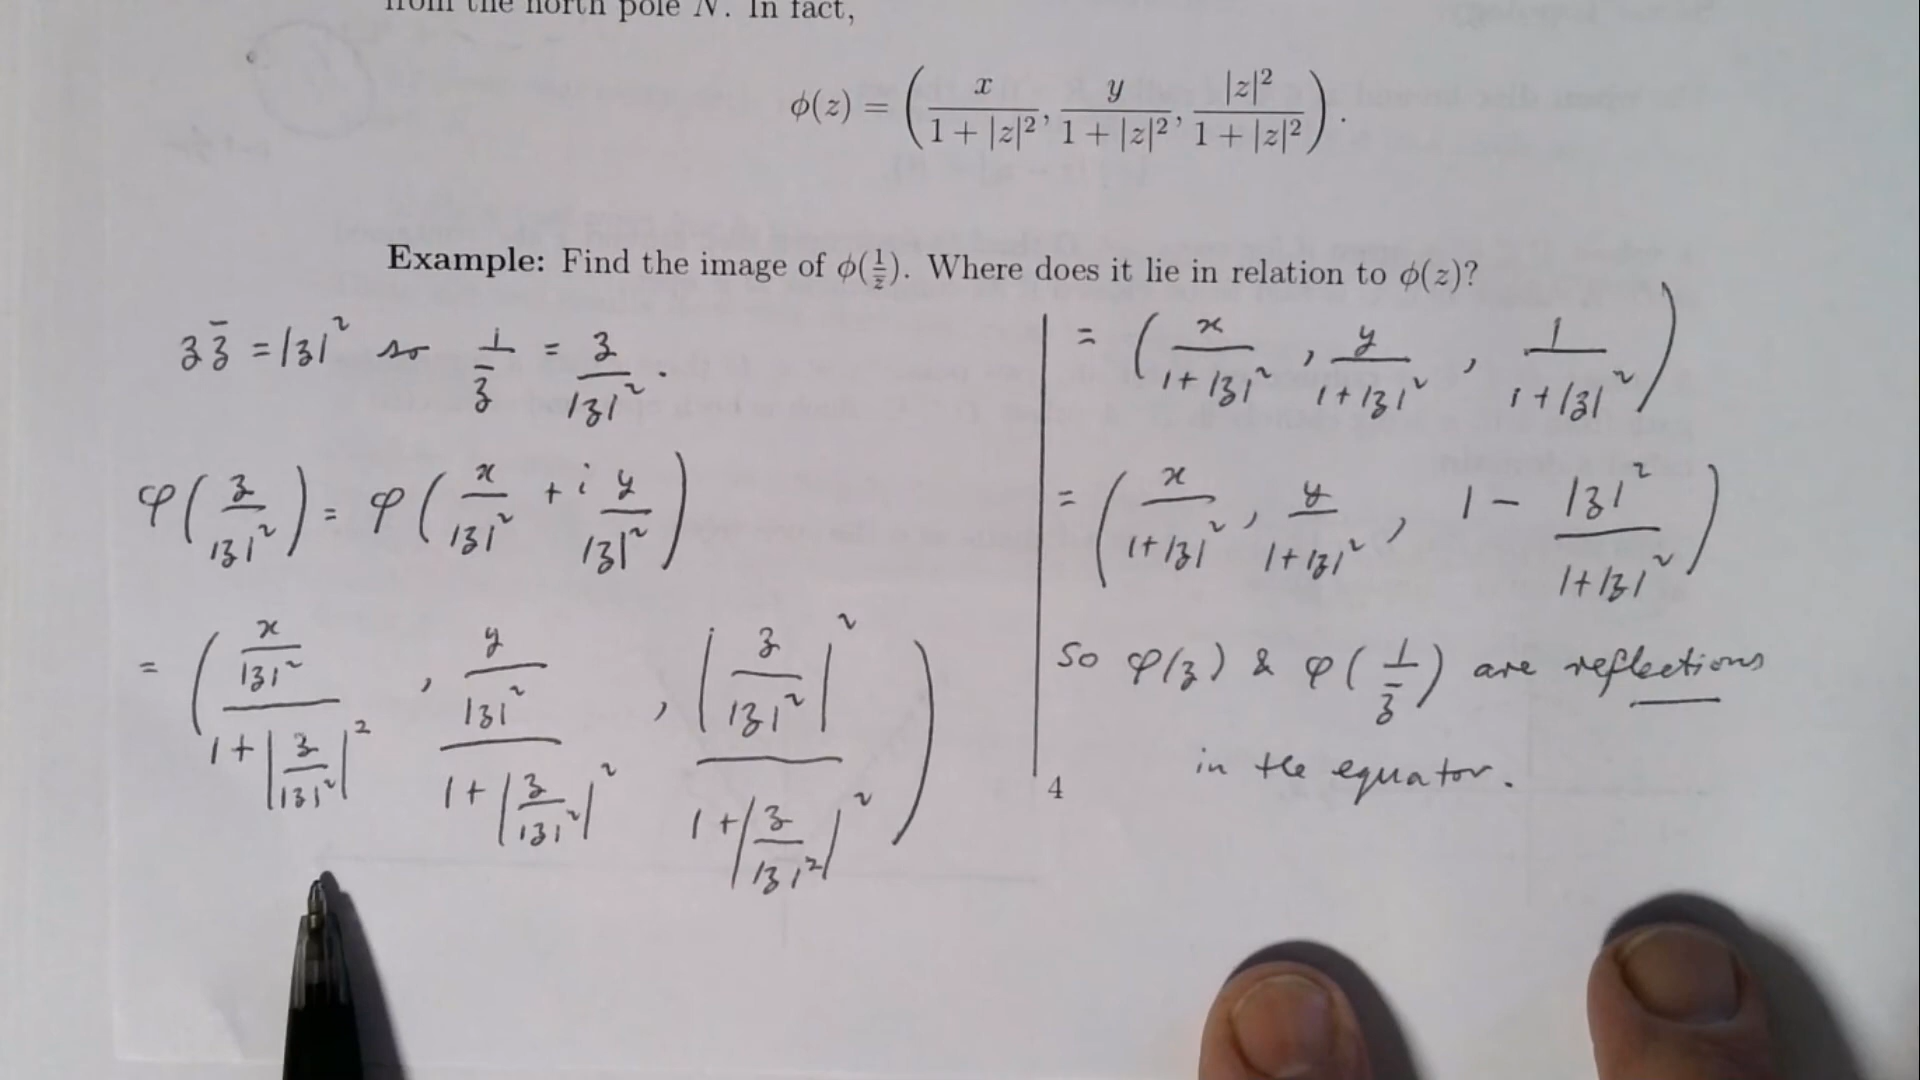 from the north pole N. In fact,
ϕ(z) = (x/(1 + |z|²), y/(1 + |z|²), |z|²/(1 + |z|²)).
Example: Find the image of ϕ(1/z̄). Where does it lie in relation to ϕ(z)?
z z̄ = |z|² so 1/z̄ = z/|z|².
φ(z/|z|²) = φ(x/|z|² + i y/|z|²)
= ((x/|z|²)/(1 + |z/|z|²|²), (y/|z|²)/(1 + |z/|z|²|²), |z/|z|²|²/(1 + |z/|z|²|²))
= (x/(1 + |z|²), y/(1 + |z|²), 1/(1 + |z|²))
= (x/(1 + |z|²), y/(1 + |z|²), 1 − |z|²/(1 + |z|²))
so φ(z) & φ(1/z̄) are reflections
in the equator.
4